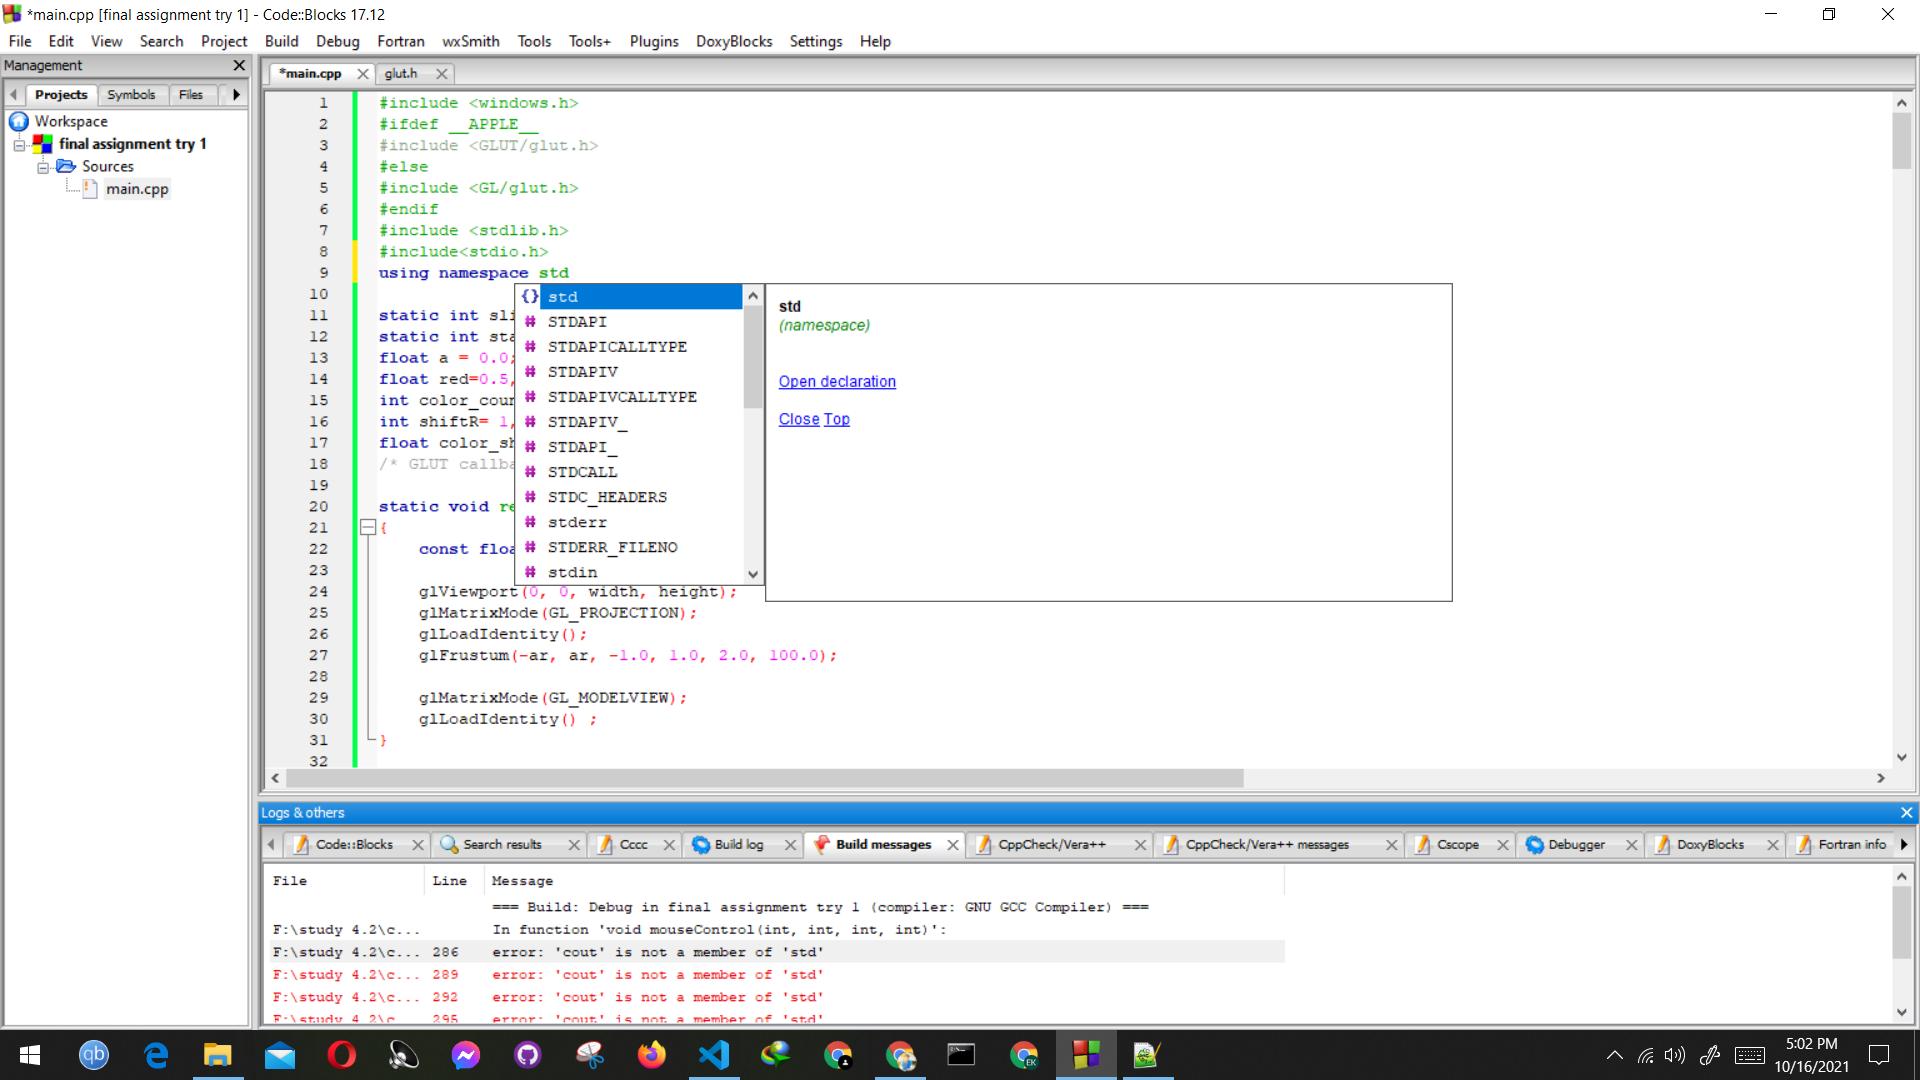 *main.cpp [final assignment try 1] - Code::Blocks 17.12
File Edit View Search Project Build Debug Fortran wxSmith Tools Tools+ Plugins DoxyBlocks Settings Help
Management
Projects Symbols Files
Workspace
final assignment try 1
Sources
main.cpp
*main.cpp glut.h
1 #include <windows.h>
2 #ifdef __APPLE__
3 #include <GLUT/glut.h>
4 #else
5 #include <GL/glut.h>
6 #endif
7 #include <stdlib.h>
8 #include<stdio.h>
9 using namespace std
10
11 static int sli
12 static int sta
13 float a = 0.0;
14 float red=0.5,
15 int color_coun
16 int shiftR= 1,
17 float color_sh
18 /* GLUT callba
19
20 static void re
21 {
22 const floa
23
24 glViewport(0, 0, width, height);
25 glMatrixMode(GL_PROJECTION);
26 glLoadIdentity();
27 glFrustum(-ar, ar, -1.0, 1.0, 2.0, 100.0);
28
29 glMatrixMode(GL_MODELVIEW);
30 glLoadIdentity() ;
31 }
32
{} std
# STDAPI
# STDAPICALLTYPE
# STDAPIV
# STDAPIVCALLTYPE
# STDAPIV_
# STDAPI_
# STDCALL
# STDC_HEADERS
# stderr
# STDERR_FILENO
# stdin
std
(namespace)
Open declaration
Close Top
Logs & others
Code::Blocks Search results Cccc Build log Build messages CppCheck/Vera++ CppCheck/Vera++ messages Cscope Debugger DoxyBlocks Fortran info
File Line Message
=== Build: Debug in final assignment try 1 (compiler: GNU GCC Compiler) ===
F:\study 4.2\c... In function 'void mouseControl(int, int, int, int)':
F:\study 4.2\c... 286 error: 'cout' is not a member of 'std'
F:\study 4.2\c... 289 error: 'cout' is not a member of 'std'
F:\study 4.2\c... 292 error: 'cout' is not a member of 'std'
F:\study 4.2\c... 295 error: 'cout' is not a member of 'std'
qb
EK
5:02 PM
10/16/2021